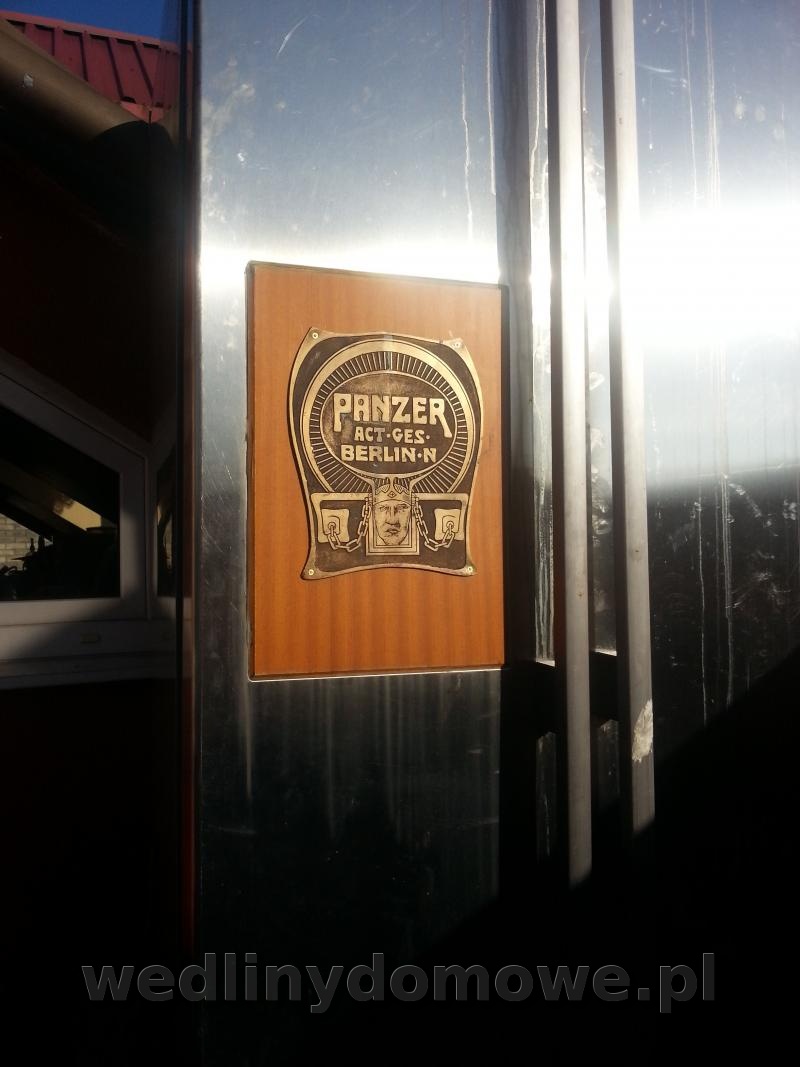 PANZER
ACT·GES·
BERLIN·N
wedlinydomowe.pl